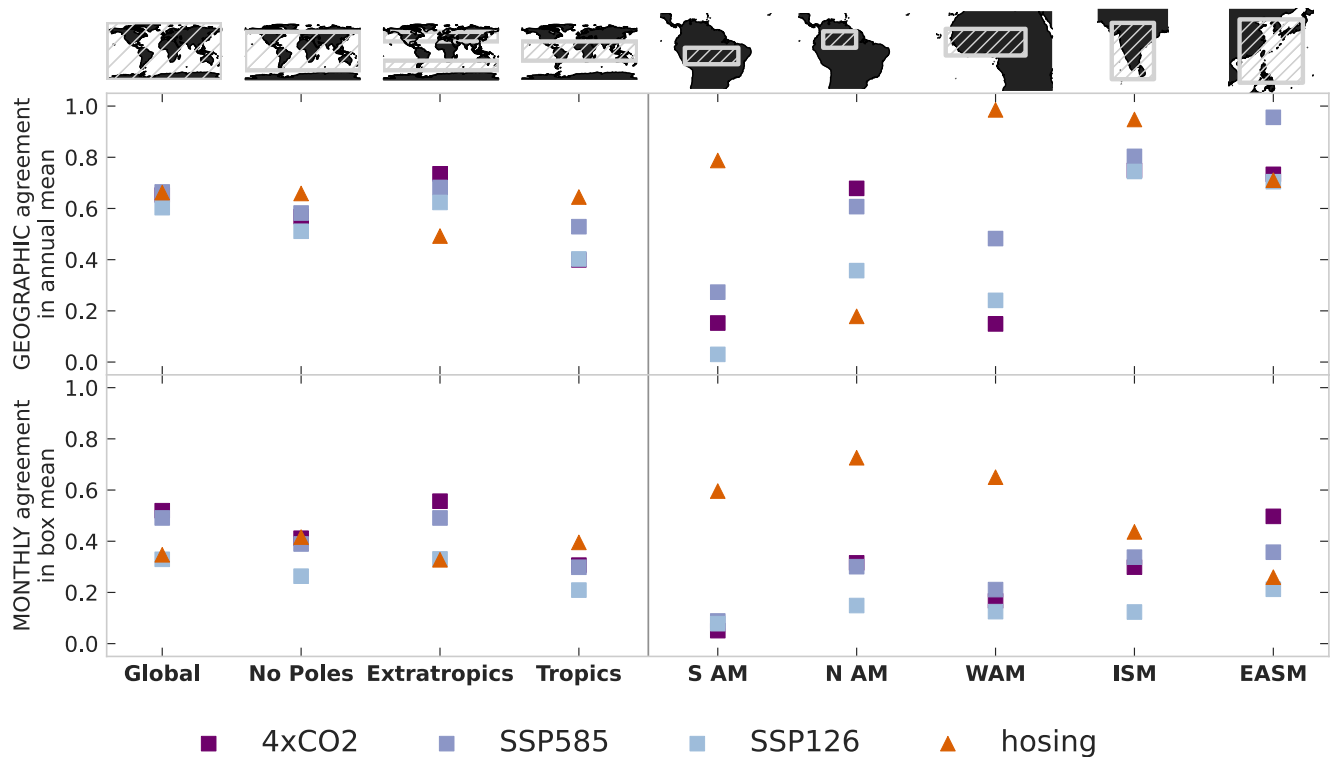 GEOGRAPHIC agreement
in annual mean
1.0
0.8
0.6
0.4
0.2
0.0
MONTHLY agreement
in box mean
1.0
0.8
0.6
0.4
0.2
0.0
Global No Poles Extratropics Tropics S AM N AM WAM ISM EASM
4xCO2 SSP585 SSP126 hosing